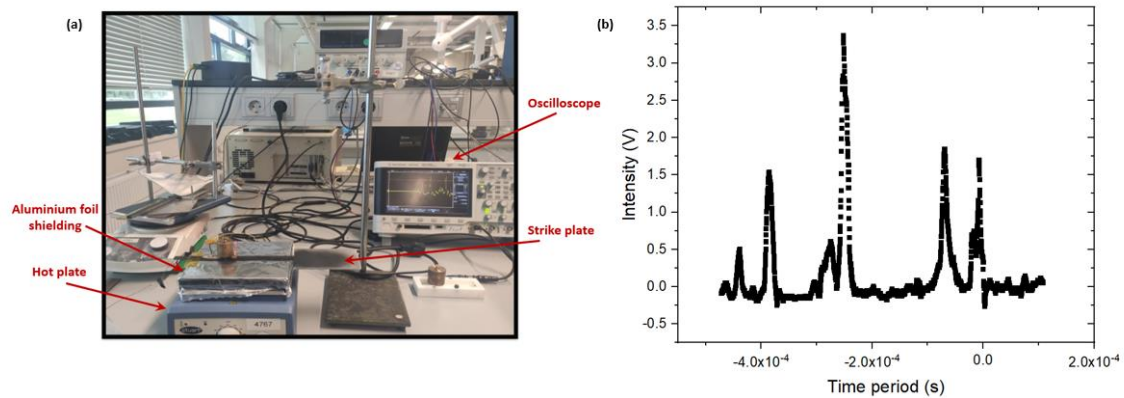 (a)
Oscilloscope
Aluminium foil
shielding
Strike plate
Hot plate
4767
(b)
Intensity (V)
3.5
3.0
2.5
2.0
1.5
1.0
0.5
0.0
-0.5
-4.0x10⁻⁴
-2.0x10⁻⁴
0.0
2.0x10⁻⁴
Time period (s)